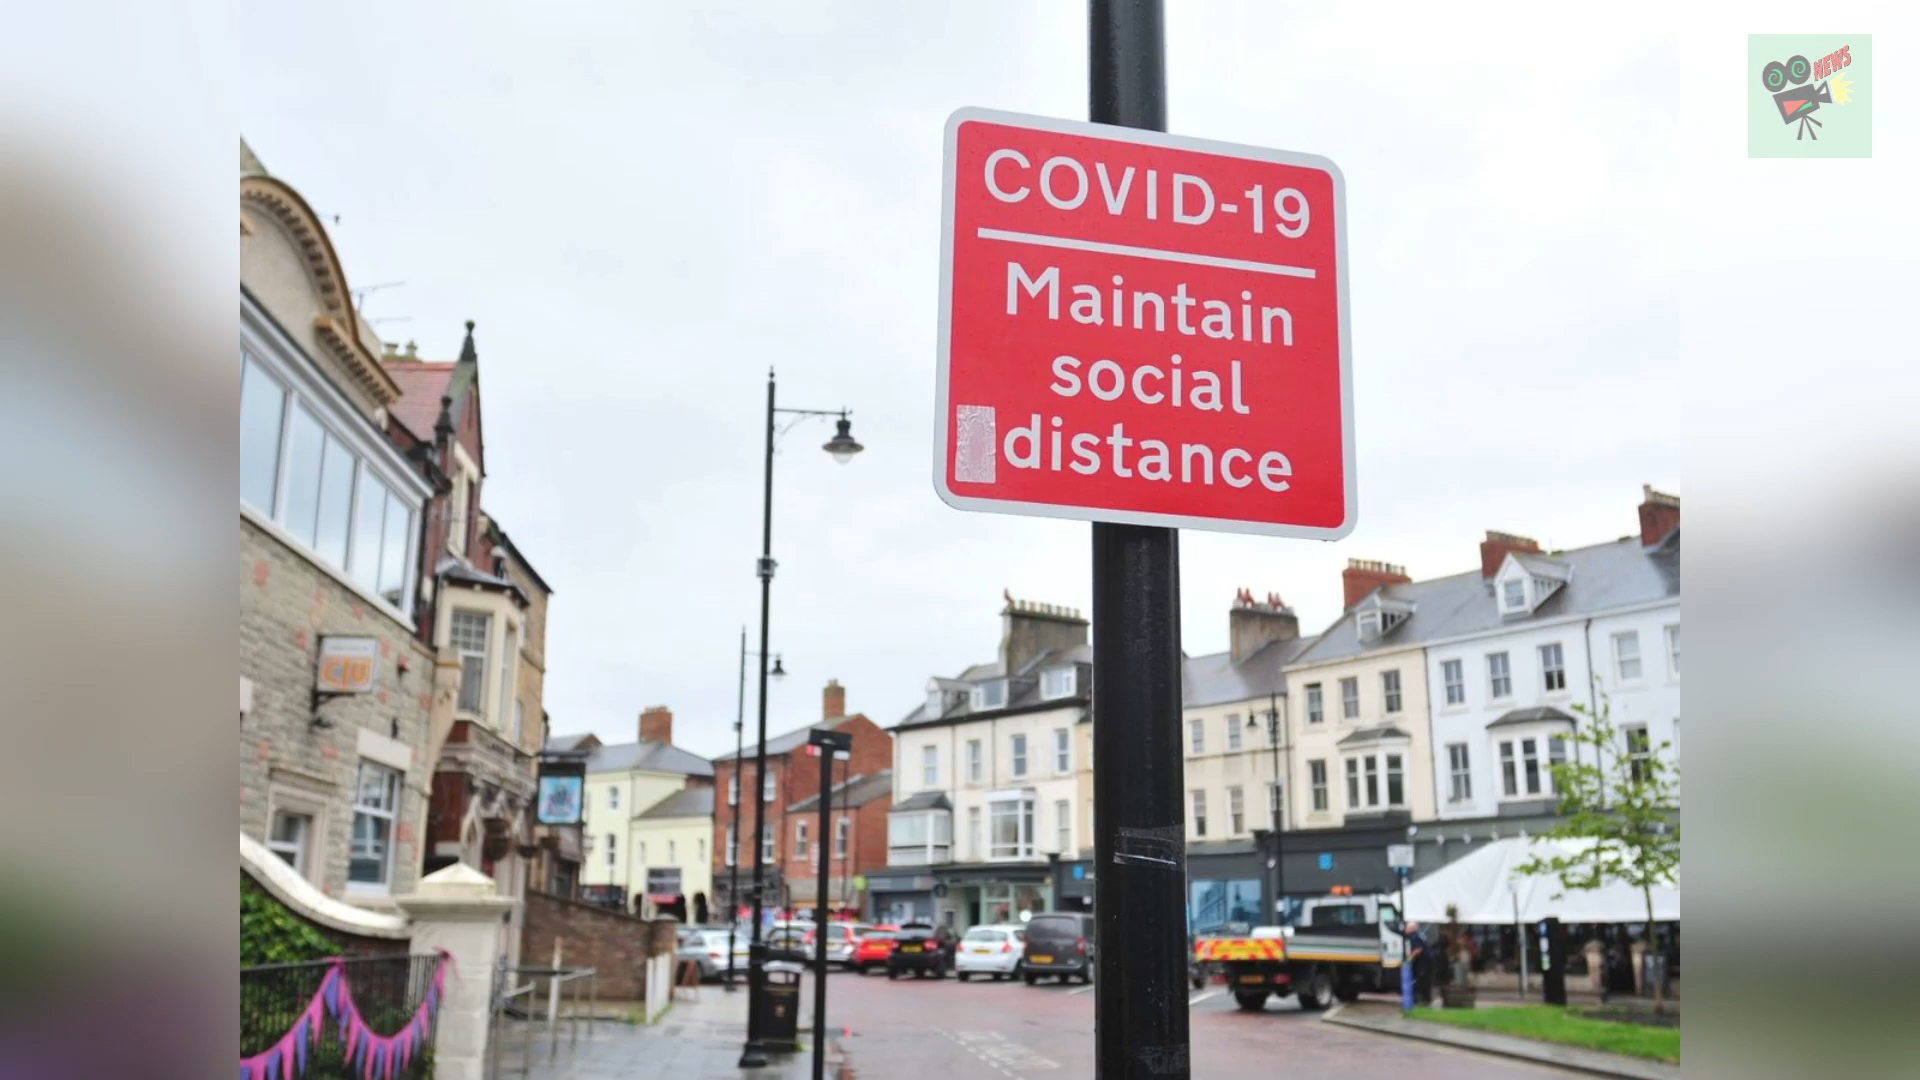 NEWS
COVID-19
Maintain
social
distance
CIU